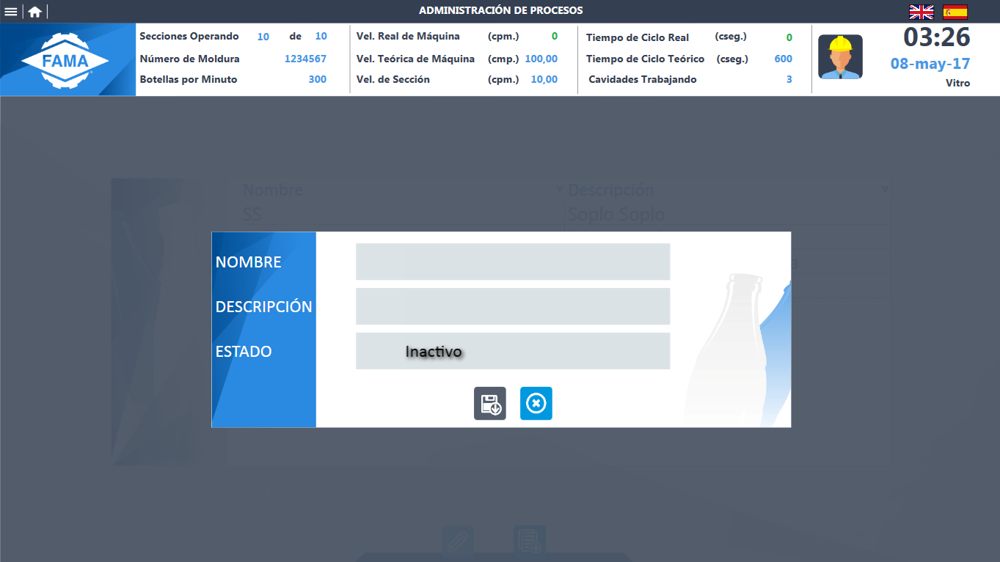 ADMINISTRACIÓN DE PROCESOS
FAMA
Secciones Operando 10 de 10
Número de Moldura 1234567
Botellas por Minuto 300
Vel. Real de Máquina (cpm.) 0
Vel. Teórica de Máquina (cmp.) 100,00
Vel. de Sección (cpm.) 10,00
Tiempo de Ciclo Real (cseg.) 0
Tiempo de Ciclo Teórico (cseg.) 600
Cavidades Trabajando 3
03:26
08-may-17
Vitro
Nombre Descripción
SS Soplo Soplo
NOMBRE
DESCRIPCIÓN
ESTADO Inactivo